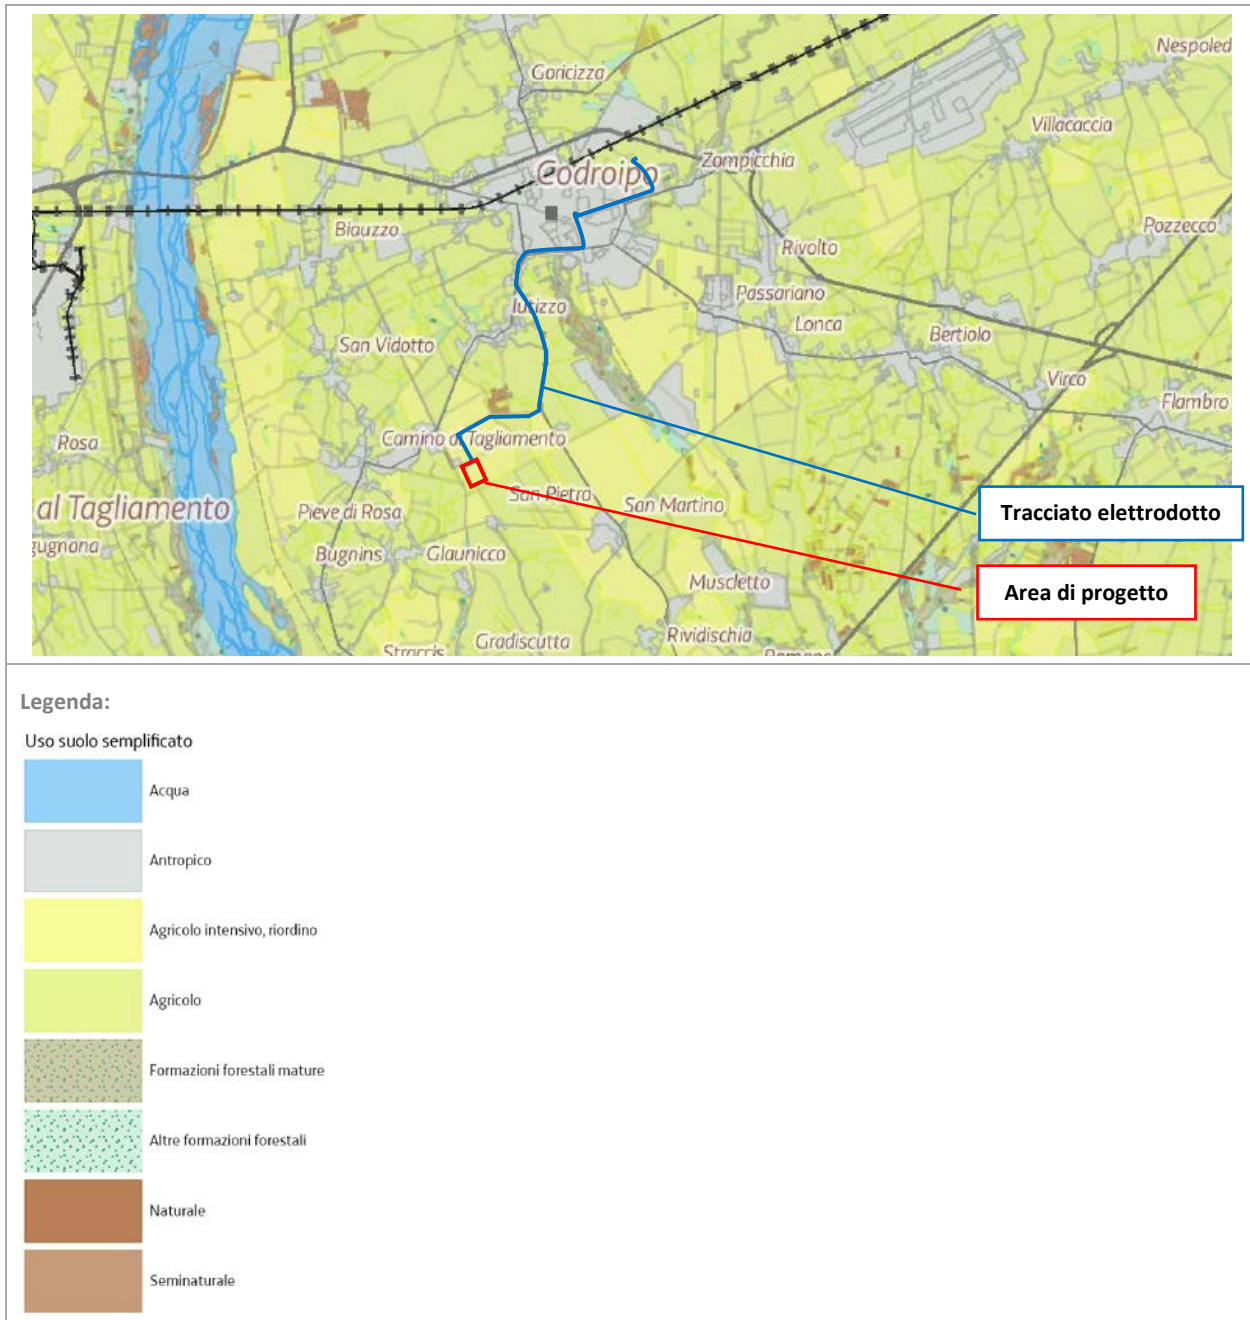 Nespoled
Goricizza
Villacaccia
Codroipo
Zompicchia
Biauzzo
Rivolto
Pozzecco
Iutizzo
Passariano
San Vidotto
Lonca
Bertiolo
Virco
Flambro
Rosa
Camino al Tagliamento
al Tagliamento
San Pietro
San Martino
Tracciato elettrodotto
Pieve di Rosa
gugnana
Bugnins
Glaunicco
Muscletto
Area di progetto
Straccis
Gradiscutta
Rividischia
Legenda:
Uso suolo semplificato
Acqua
Antropico
Agricolo intensivo, riordino
Agricolo
Formazioni forestali mature
Altre formazioni forestali
Naturale
Seminaturale